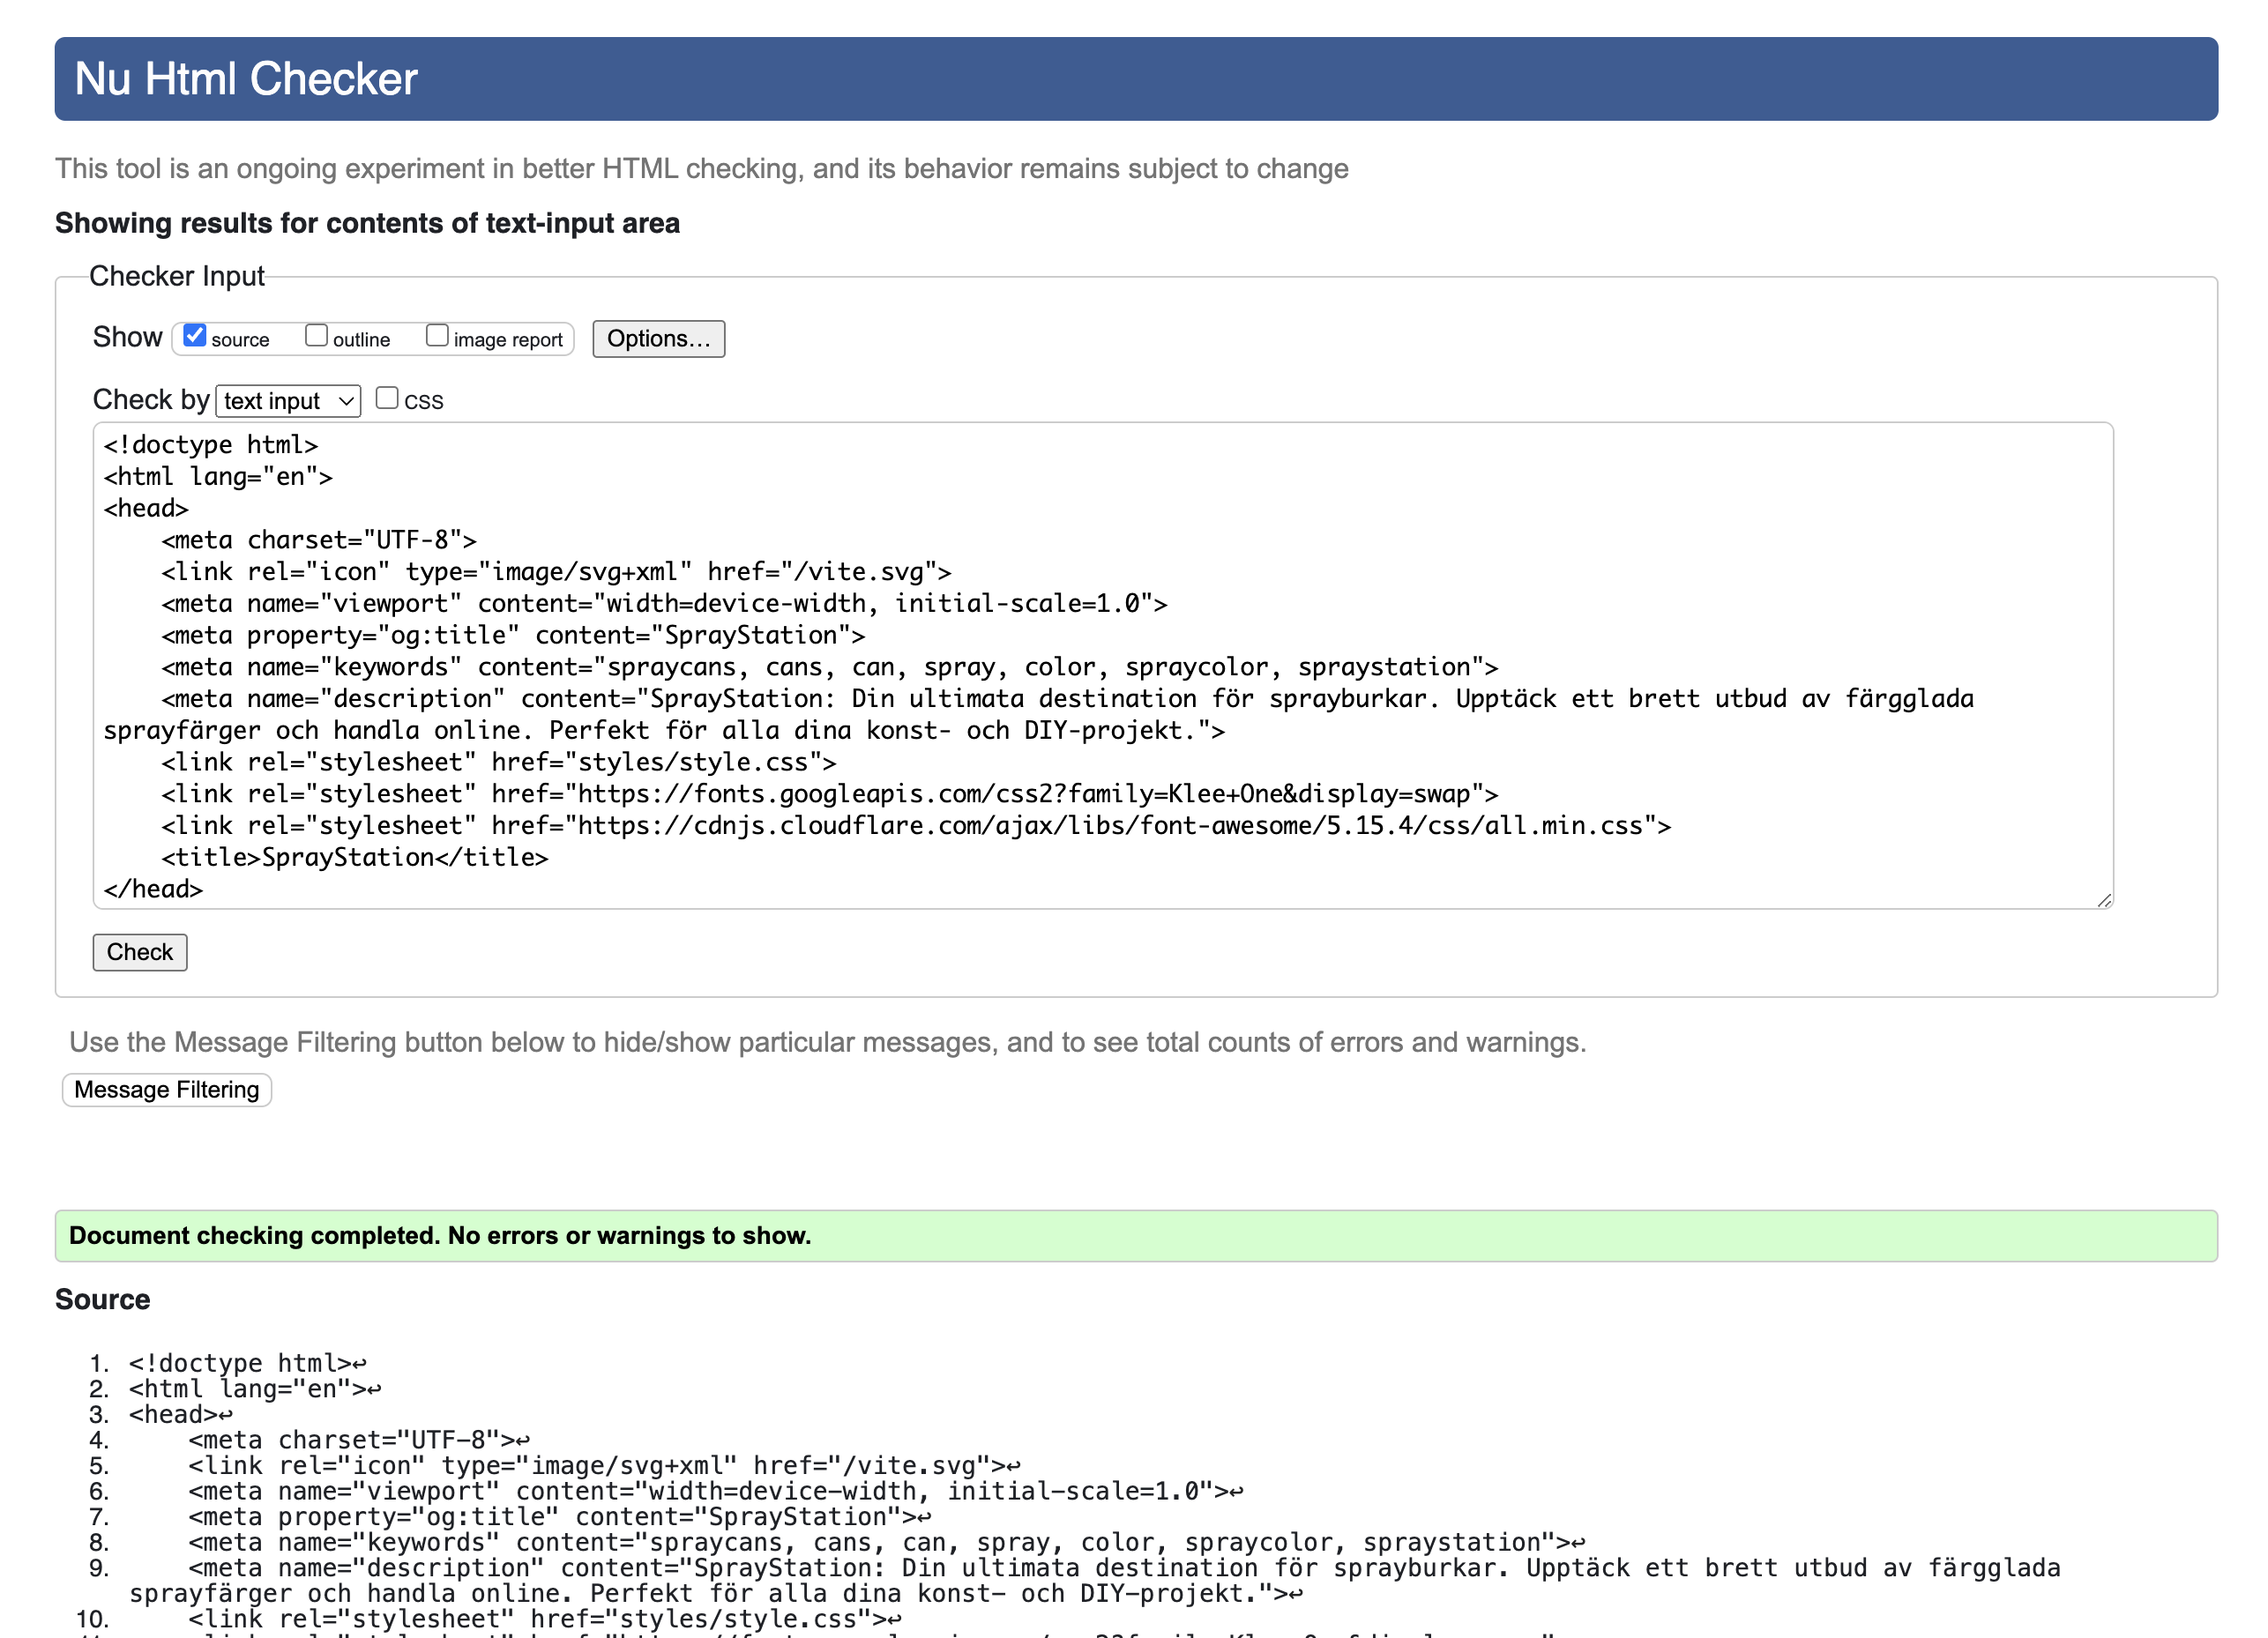 Nu Html Checker
This tool is an ongoing experiment in better HTML checking, and its behavior remains subject to change
Showing results for contents of text-input area
Checker Input
Show source outline image report Options...
Check by text input CSS
<!doctype html>
<html lang="en">
<head>
    <meta charset="UTF-8">
    <link rel="icon" type="image/svg+xml" href="/vite.svg">
    <meta name="viewport" content="width=device-width, initial-scale=1.0">
    <meta property="og:title" content="SprayStation">
    <meta name="keywords" content="spraycans, cans, can, spray, color, spraycolor, spraystation">
    <meta name="description" content="SprayStation: Din ultimata destination för sprayburkar. Upptäck ett brett utbud av färgglada
sprayfärger och handla online. Perfekt för alla dina konst- och DIY-projekt.">
    <link rel="stylesheet" href="styles/style.css">
    <link rel="stylesheet" href="https://fonts.googleapis.com/css2?family=Klee+One&display=swap">
    <link rel="stylesheet" href="https://cdnjs.cloudflare.com/ajax/libs/font-awesome/5.15.4/css/all.min.css">
    <title>SprayStation</title>
</head>
Check
Use the Message Filtering button below to hide/show particular messages, and to see total counts of errors and warnings.
Message Filtering
Document checking completed. No errors or warnings to show.
Source
1. <!doctype html>↩
2. <html lang="en">↩
3. <head>↩
4.     <meta charset="UTF-8">↩
5.     <link rel="icon" type="image/svg+xml" href="/vite.svg">↩
6.     <meta name="viewport" content="width=device-width, initial-scale=1.0">↩
7.     <meta property="og:title" content="SprayStation">↩
8.     <meta name="keywords" content="spraycans, cans, can, spray, color, spraycolor, spraystation">↩
9.     <meta name="description" content="SprayStation: Din ultimata destination för sprayburkar. Upptäck ett brett utbud av färgglada
sprayfärger och handla online. Perfekt för alla dina konst- och DIY-projekt.">↩
10.     <link rel="stylesheet" href="styles/style.css">↩